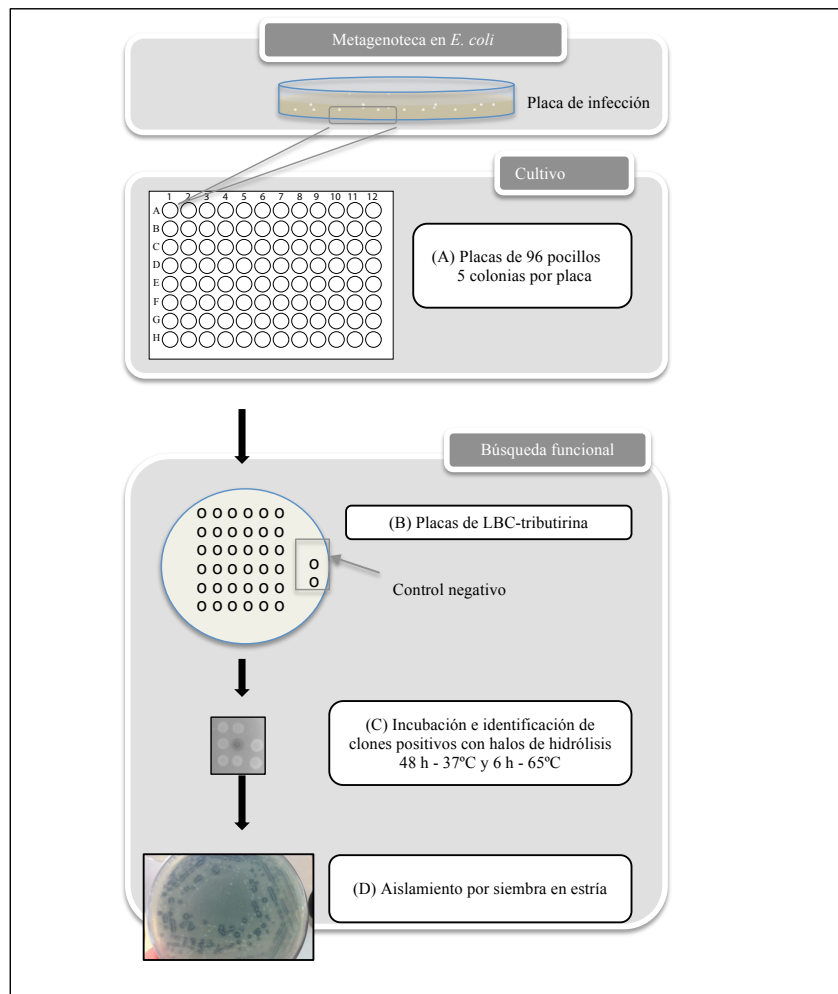 Metagenoteca en E. coli
Placa de infección
Cultivo
1 2 3 4 5 6 7 8 9 10 11 12
A
B
C
D
E
F
G
H
(A) Placas de 96 pocillos
5 colonias por placa
Búsqueda funcional
(B) Placas de LBC-tributirina
Control negativo
(C) Incubación e identificación de
clones positivos con halos de hidrólisis
48 h - 37ºC y 6 h - 65ºC
(D) Aislamiento por siembra en estría